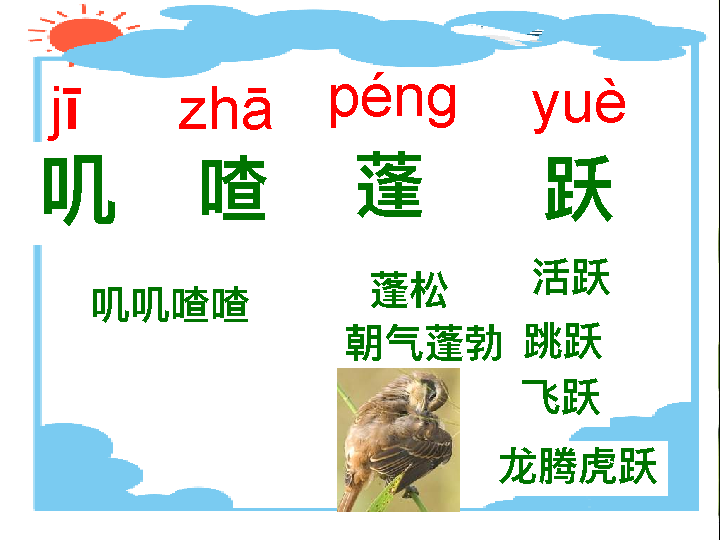 jī zhā péng yuè
叽 喳 蓬 跃
叽叽喳喳 蓬松 活跃
朝气蓬勃 跳跃
飞跃
龙腾虎跃